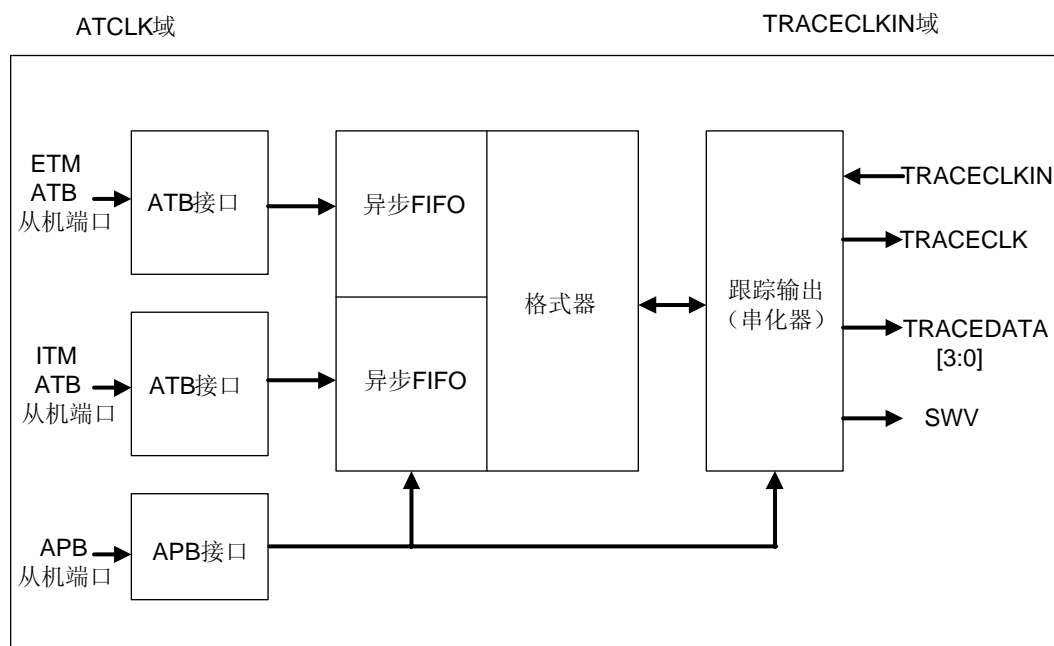 ATCLK域
TRACECLKIN域
ETM
ATB
从机端口
ATB接口
异步FIFO
格式器
跟踪输出
（串化器）
TRACECLKIN
TRACECLK
TRACEDATA
[3:0]
SWV
ITM
ATB
从机端口
ATB接口
异步FIFO
APB
从机端口
APB接口